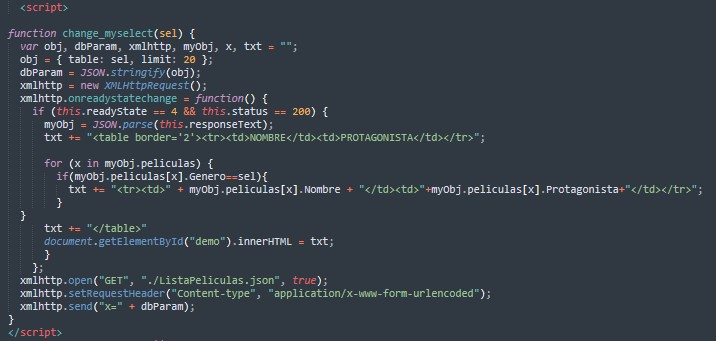 <script>
function change_myselect(sel) {
var obj, dbParam, xmlhttp, myObj, x, txt = "";
obj = { table: sel, limit: 20 };
dbParam = JSON.stringify(obj);
xmlhttp = new XMLHttpRequest();
xmlhttp.onreadystatechange = function() {
if (this.readyState == 4 && this.status == 200) {
myObj = JSON.parse(this.responseText);
txt += "<table border='2'><tr><td>NOMBRE</td><td>PROTAGONISTA</td></tr>";
for (x in myObj.peliculas) {
if(myObj.peliculas[x].Genero==sel){
txt += "<tr><td>" + myObj.peliculas[x].Nombre + "</td><td>"+myObj.peliculas[x].Protagonista+"</td></tr>";
}
}
txt += "</table>"
document.getElementById("demo").innerHTML = txt;
}
};
xmlhttp.open("GET", "./ListaPeliculas.json", true);
xmlhttp.setRequestHeader("Content-type", "application/x-www-form-urlencoded");
xmlhttp.send("x=" + dbParam);
}
</script>